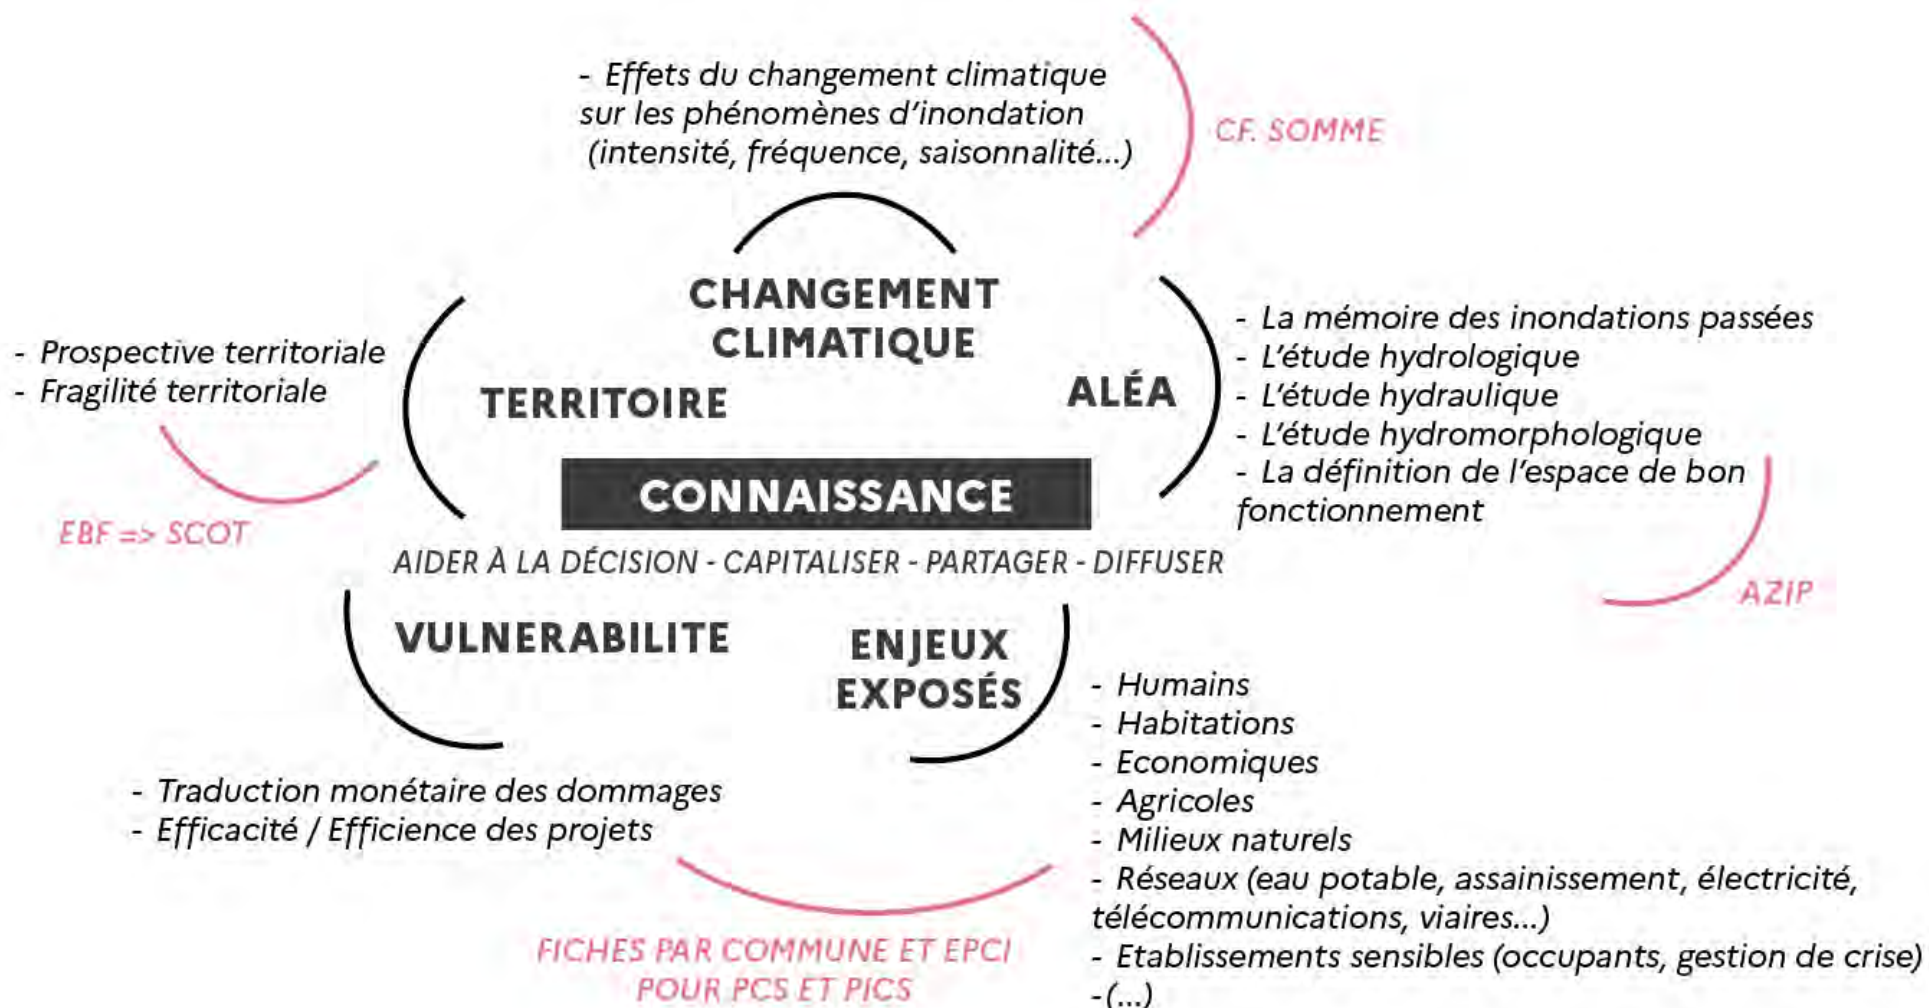 - Effets du changement climatique
sur les phénomènes d'inondation
(intensité, fréquence, saisonnalité...)
CF. SOMME
CHANGEMENT
CLIMATIQUE
- Prospective territoriale
- Fragilité territoriale
EBF => SCOT
TERRITOIRE
ALÉA
- La mémoire des inondations passées
- L'étude hydrologique
- L'étude hydraulique
- L'étude hydromorphologique
- La définition de l'espace de bon
fonctionnement
AZIP
CONNAISSANCE
AIDER À LA DÉCISION - CAPITALISER - PARTAGER - DIFFUSER
VULNERABILITE
ENJEUX
EXPOSÉS
- Traduction monétaire des dommages
- Efficacité / Efficience des projets
- Humains
- Habitations
- Economiques
- Agricoles
- Milieux naturels
- Réseaux (eau potable, assainissement, électricité,
télécommunications, viaires...)
- Etablissements sensibles (occupants, gestion de crise)
-(...)
FICHES PAR COMMUNE ET EPCI
POUR PCS ET PICS